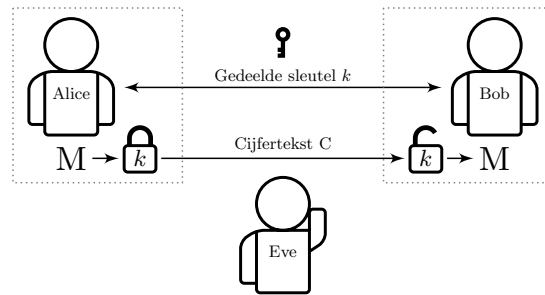 Gedeelde sleutel k
Alice
Bob
Cijfertekst C
M
k
k
M
Eve